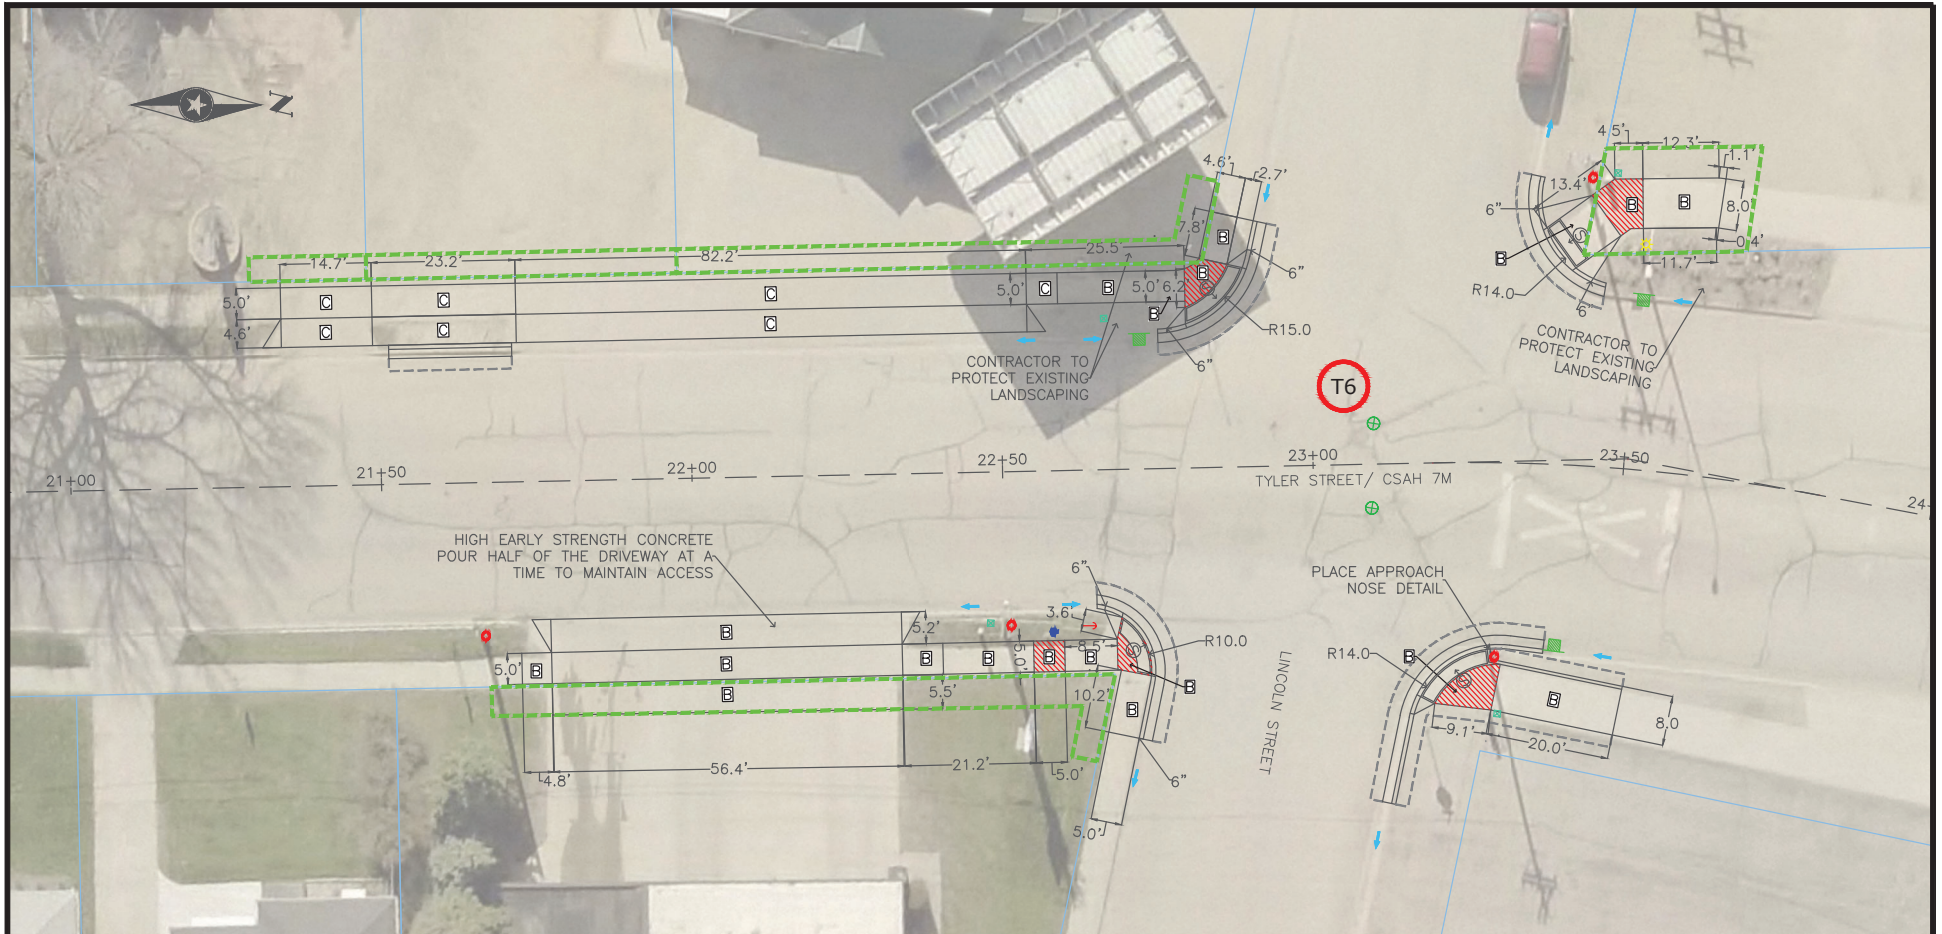 N
4.6'
2.7'
7.8'
14.7'
23.2'
82.2'
25.5'
B
B
6"
5.0'
C
C
C
5.0'
C
B
5.0'
6.2
S
B
4.6'
C
C
C
R15.0
6"
CONTRACTOR TO
PROTECT EXISTING
LANDSCAPING
4.5'
12.3'
1.1'
13.4'
6"
B
B
8.0
S
0.4'
B
11.7'
R14.0
6"
CONTRACTOR TO
PROTECT EXISTING
LANDSCAPING
T6
21+00
21+50
22+00
22+50
23+00
23+50
24
TYLER STREET/ CSAH 7M
HIGH EARLY STRENGTH CONCRETE
POUR HALF OF THE DRIVEWAY AT A
TIME TO MAINTAIN ACCESS
6"
3.6'
B
5.2'
R10.0
5.0'
B
B
B
B
5.0'
B
8.5'
B
S
B
B
5.5'
10.2'
B
4.8'
56.4'
21.2'
5.0'
6"
5.0'
LINCOLN STREET
PLACE APPROACH
NOSE DETAIL
R14.0
B
S
B
8.0
9.1'
20.0'